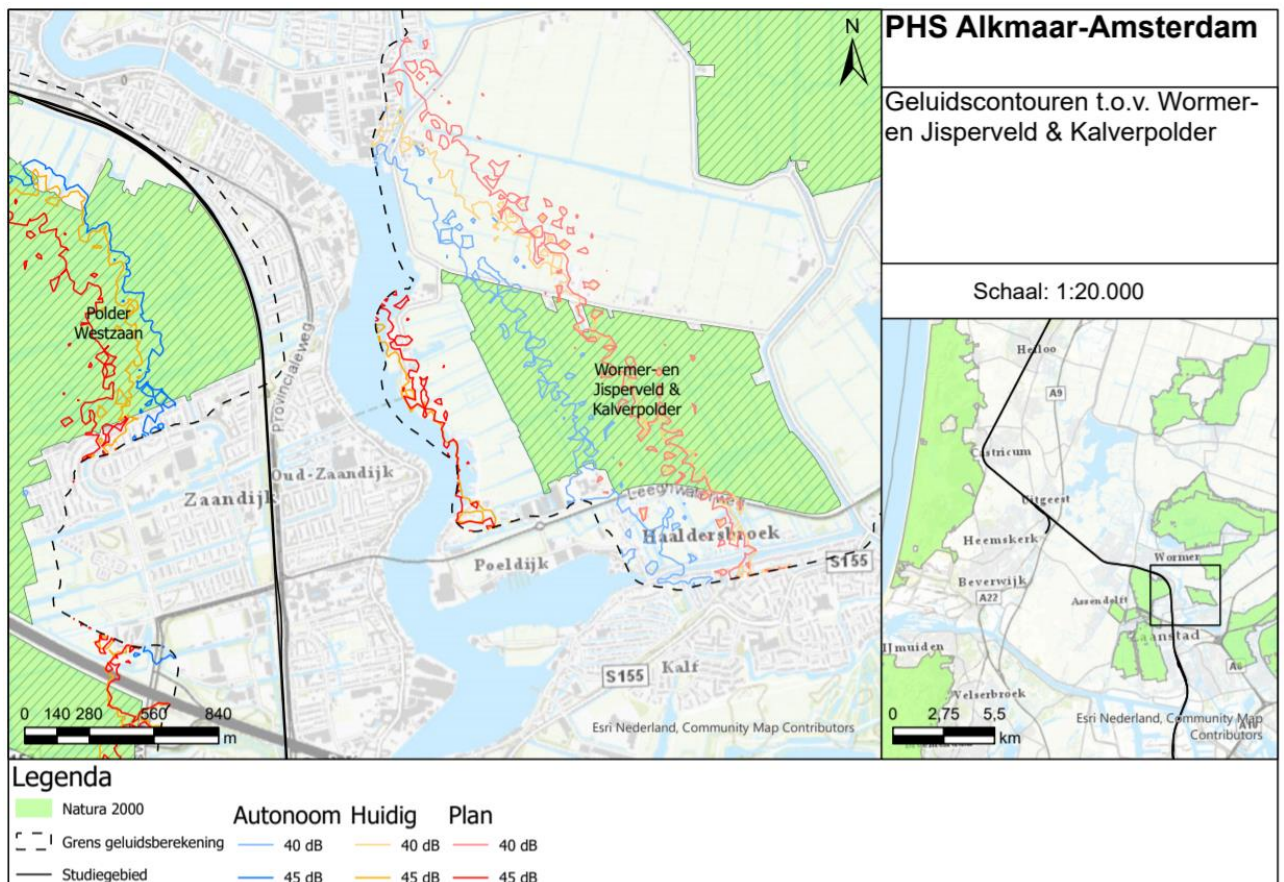 PHS Alkmaar-Amsterdam
Geluidscontouren t.o.v. Wormer-
en Jisperveld & Kalverpolder
Schaal: 1:20.000
N
0
Polder
Westzaan
Provincialeweg
Wormer- en
Jisperveld &
Kalverpolder
Oud-Zaandijk
Zaandijk
Leeghwaterweg
Haaldersbroek
Poeldijk
S155
S155
Kalf
0 140 280 560 840
m
Esri Nederland, Community Map Contributors
Heiloo
A9
Castricum
Uitgeest
Heemskerk
Wormer
Beverwijk
A22
Assendelft
Zaanstad
IJmuiden
A8
Velserbroek
0 2,75 5,5
km
Esri Nederland, Community Map
Contributors
A10
Legenda
Natura 2000
Grens geluidsberekening
Studiegebied
Autonoom Huidig Plan
40 dB 40 dB 40 dB
45 dB 45 dB 45 dB